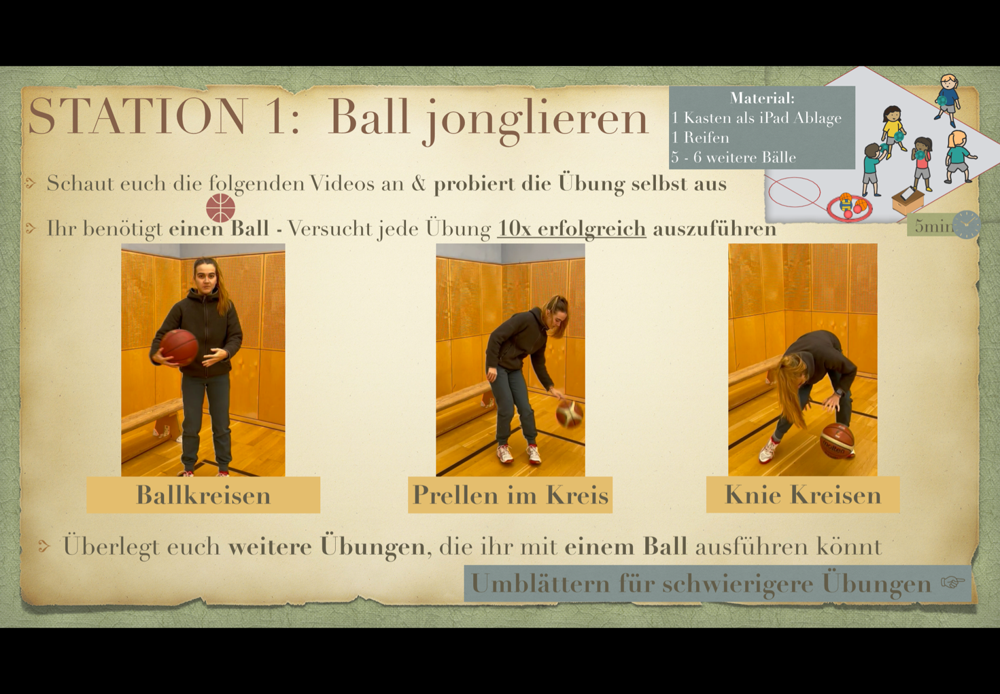 STATION 1: Ball jonglieren
Material:
1 Kasten als iPad Ablage
1 Reifen
5 - 6 weitere Bälle
Schaut euch die folgenden Videos an & probiert die Übung selbst aus
Ihr benötigt einen Ball - Versucht jede Übung 10x erfolgreich auszuführen
5min
molten
Ballkreisen
Prellen im Kreis
Knie Kreisen
Überlegt euch weitere Übungen, die ihr mit einem Ball ausführen könnt
Umblättern für schwierigere Übungen